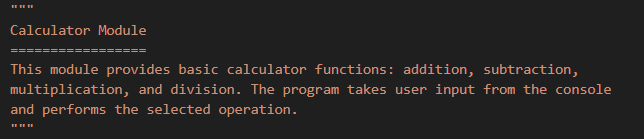 """
Calculator Module
=================
This module provides basic calculator functions: addition, subtraction,
multiplication, and division. The program takes user input from the console
and performs the selected operation.
"""